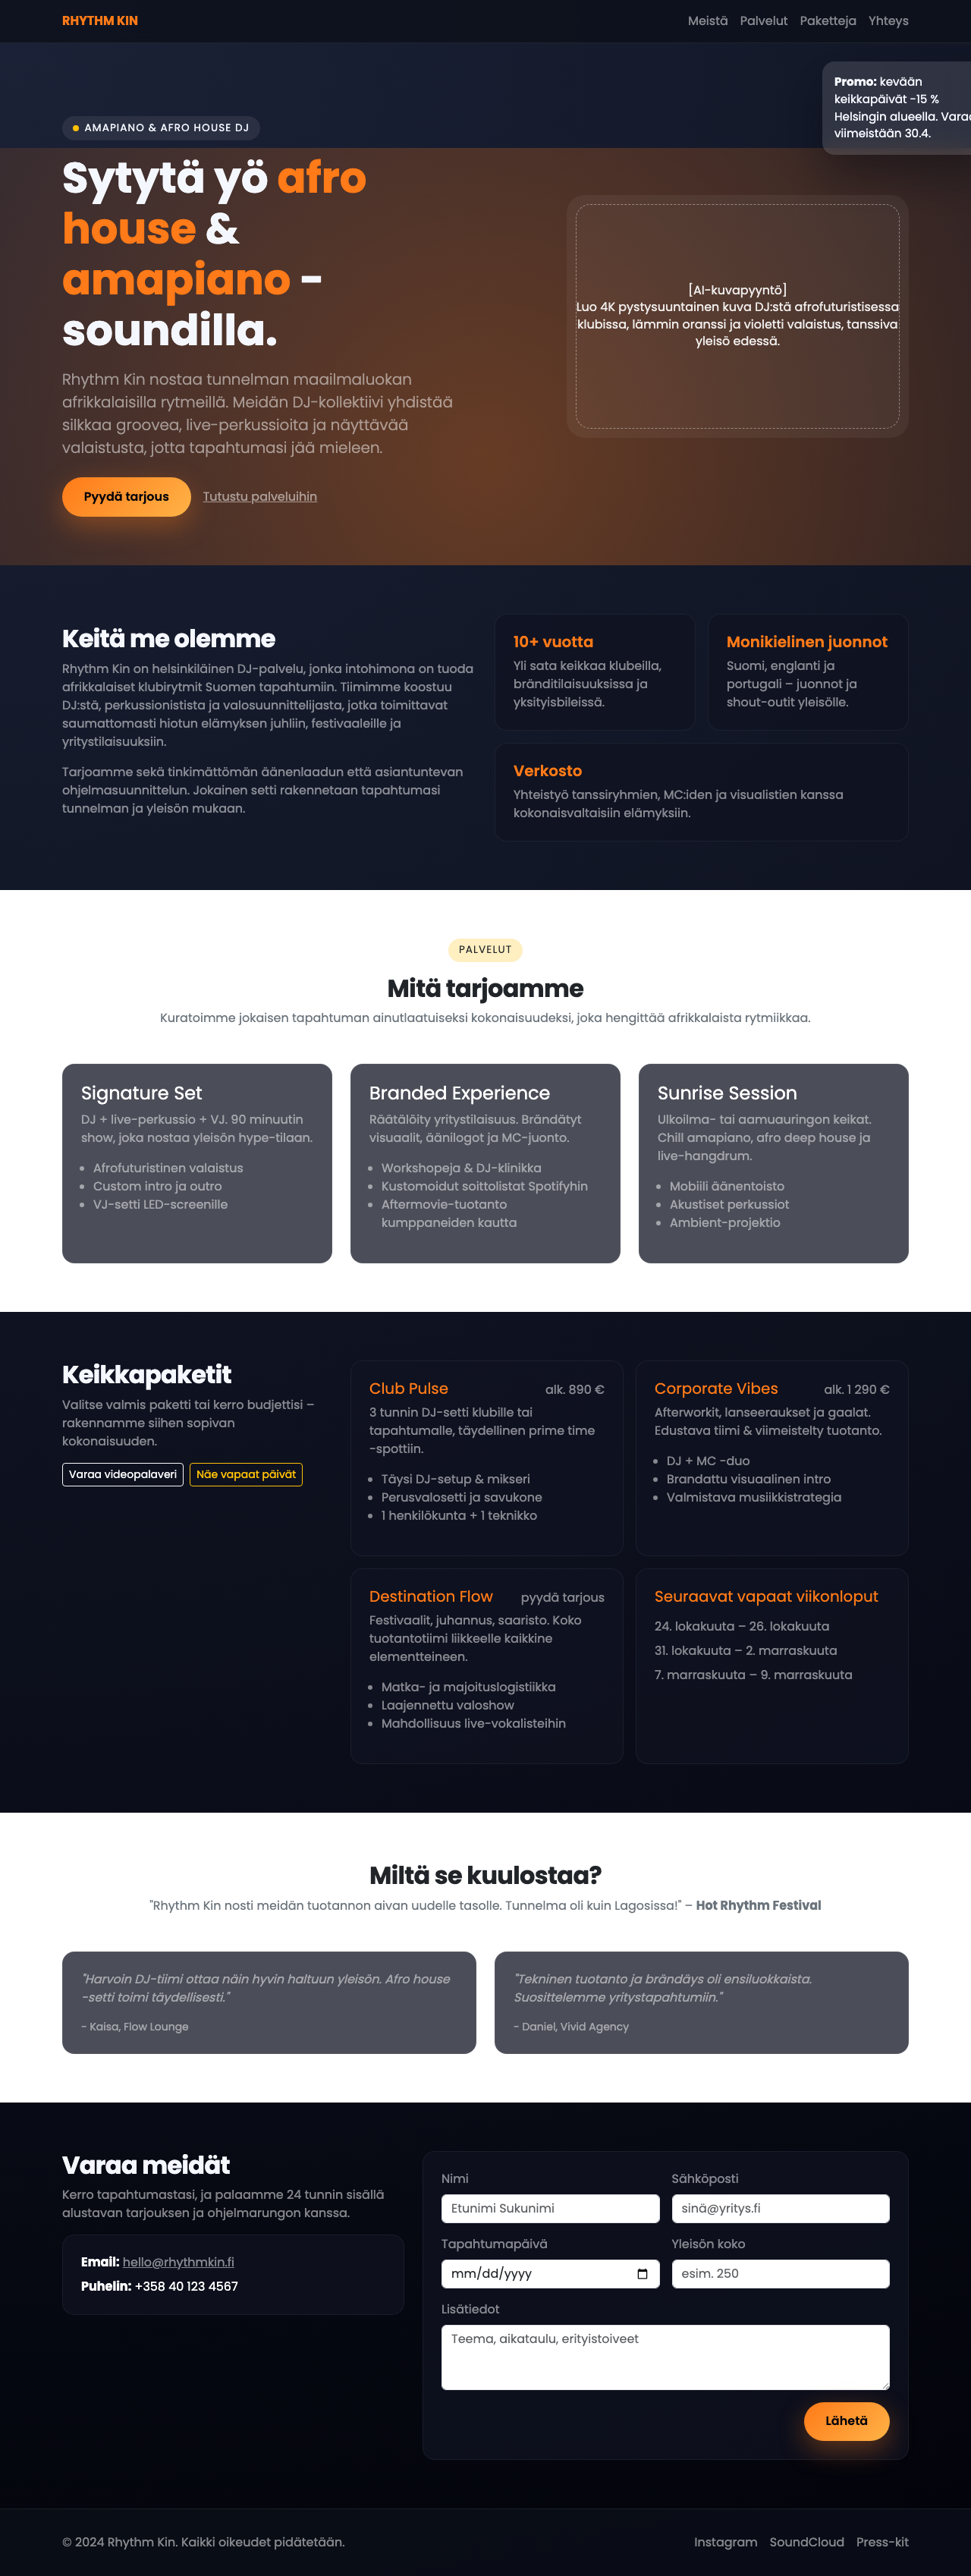 RHYTHM KIN
Meistä Palvelut Paketteja Yhteys
Promo: kevään
keikkapäivät -15 %
Helsingin alueella.
viimeistään 30.4.
AMAPIANO & AFRO HOUSE DJ
Sytytä yö afro
house &
amapiano -
soundilla.
Rhythm Kin nostaa tunnelman maailmaluokan
afrikkalaisilla rytmeillä. Meidän DJ-kollektiivi yhdistää
silkkaa groovea, live-perkussioita ja näyttävää
valaistusta, jotta tapahtumasi jää mieleen.
Pyydä tarjous Tutustu palveluihin
[AI-kuvapyyntö]
Luo 4K pystysuuntainen kuva DJ:stä afrofuturistisessa
klubissa, lämmin oranssi ja violetti valaistus, tanssiva
yleisö edessä.
Keitä me olemme
Rhythm Kin on helsinkiläinen DJ-palvelu, jonka intohimona on tuoda
afrikkalaiset klubirytmit Suomen tapahtumiin. Tiimimme koostuu
DJ:stä, perkussionistista ja valosuunnittelijasta, jotka toimittavat
saumattomasti hiotun elämyksen juhliin, festivaaleille ja
yritystilaisuuksiin.
Tarjoamme sekä tinkimättömän äänenlaadun että asiantuntevan
ohjelmasuunnittelun. Jokainen setti rakennetaan tapahtumasi
tunnelman ja yleisön mukaan.
10+ vuotta
Yli sata keikkaa klubeilla,
bränditilaisuuksissa ja
yksityisbileissä.
Monikielinen juonnot
Suomi, englanti ja
portugali – juonnot ja
shout-outit yleisölle.
Verkosto
Yhteistyö tanssiryhmien, MC:iden ja visualistien kanssa
kokonaisvaltaisiin elämyksiin.
PALVELUT
Mitä tarjoamme
Kuratoimme jokaisen tapahtuman ainutlaatuiseksi kokonaisuudeksi, joka hengittää afrikkalaista rytmiikkaa.
Signature Set
DJ + live-perkussio + VJ. 90 minuutin
show, joka nostaa yleisön hype-tilaan.
• Afrofuturistinen valaistus
• Custom intro ja outro
• VJ-setti LED-screenille
Branded Experience
Räätälöity yritystilaisuus. Brändätyt
visuaalit, äänilogot ja MC-juonto.
• Workshopeja & DJ-klinikka
• Kustomoidut soittolistat Spotifyhin
• Aftermovie-tuotanto
kumppaneiden kautta
Sunrise Session
Ulkoilma- tai aamuauringon keikat.
Chill amapiano, afro deep house ja
live-hangdrum.
• Mobiili äänentoisto
• Akustiset perkussiot
• Ambient-projektio
Keikkapaketit
Valitse valmis paketti tai kerro budjettisi –
rakennamme siihen sopivan
kokonaisuuden.
Varaa videopalaveri Näe vapaat päivät
Club Pulse alk. 890 €
3 tunnin DJ-setti klubille tai
tapahtumalle, täydellinen prime time
-spottiin.
• Täysi DJ-setup & mikseri
• Perusvalosetti ja savukone
• 1 henkilökunta + 1 teknikko
Corporate Vibes alk. 1 290 €
Afterworkit, lanseeraukset ja gaalat.
Edustava tiimi & viimeistelty tuotanto.
• DJ + MC -duo
• Brandattu visuaalinen intro
• Valmistava musiikkistrategia
Destination Flow pyydä tarjous
Festivaalit, juhannus, saaristo. Koko
tuotantotiimi liikkeelle kaikkine
elementteineen.
• Matka- ja majoituslogistiikka
• Laajennettu valoshow
• Mahdollisuus live-vokalisteihin
Seuraavat vapaat viikonloput
24. lokakuuta – 26. lokakuuta
31. lokakuuta – 2. marraskuuta
7. marraskuuta – 9. marraskuuta
Miltä se kuulostaa?
"Rhythm Kin nosti meidän tuotannon aivan uudelle tasolle. Tunnelma oli kuin Lagosissa!" – Hot Rhythm Festival
"Harvoin DJ-tiimi ottaa näin hyvin haltuun yleisön. Afro house
-setti toimi täydellisesti."
- Kaisa, Flow Lounge
"Tekninen tuotanto ja brändäys oli ensiluokkaista.
Suosittelemme yritystapahtumiin."
- Daniel, Vivid Agency
Varaa meidät
Kerro tapahtumastasi, ja palaamme 24 tunnin sisällä
alustavan tarjouksen ja ohjelmarungon kanssa.
Email: hello@rhythmkin.fi
Puhelin: +358 40 123 4567
Nimi Sähköposti
Etunimi Sukunimi sinä@yritys.fi
Tapahtumapäivä Yleisön koko
mm/dd/yyyy esim. 250
Lisätiedot
Teema, aikataulu, erityistoiveet
Lähetä
© 2024 Rhythm Kin. Kaikki oikeudet pidätetään.
Instagram SoundCloud Press-kit